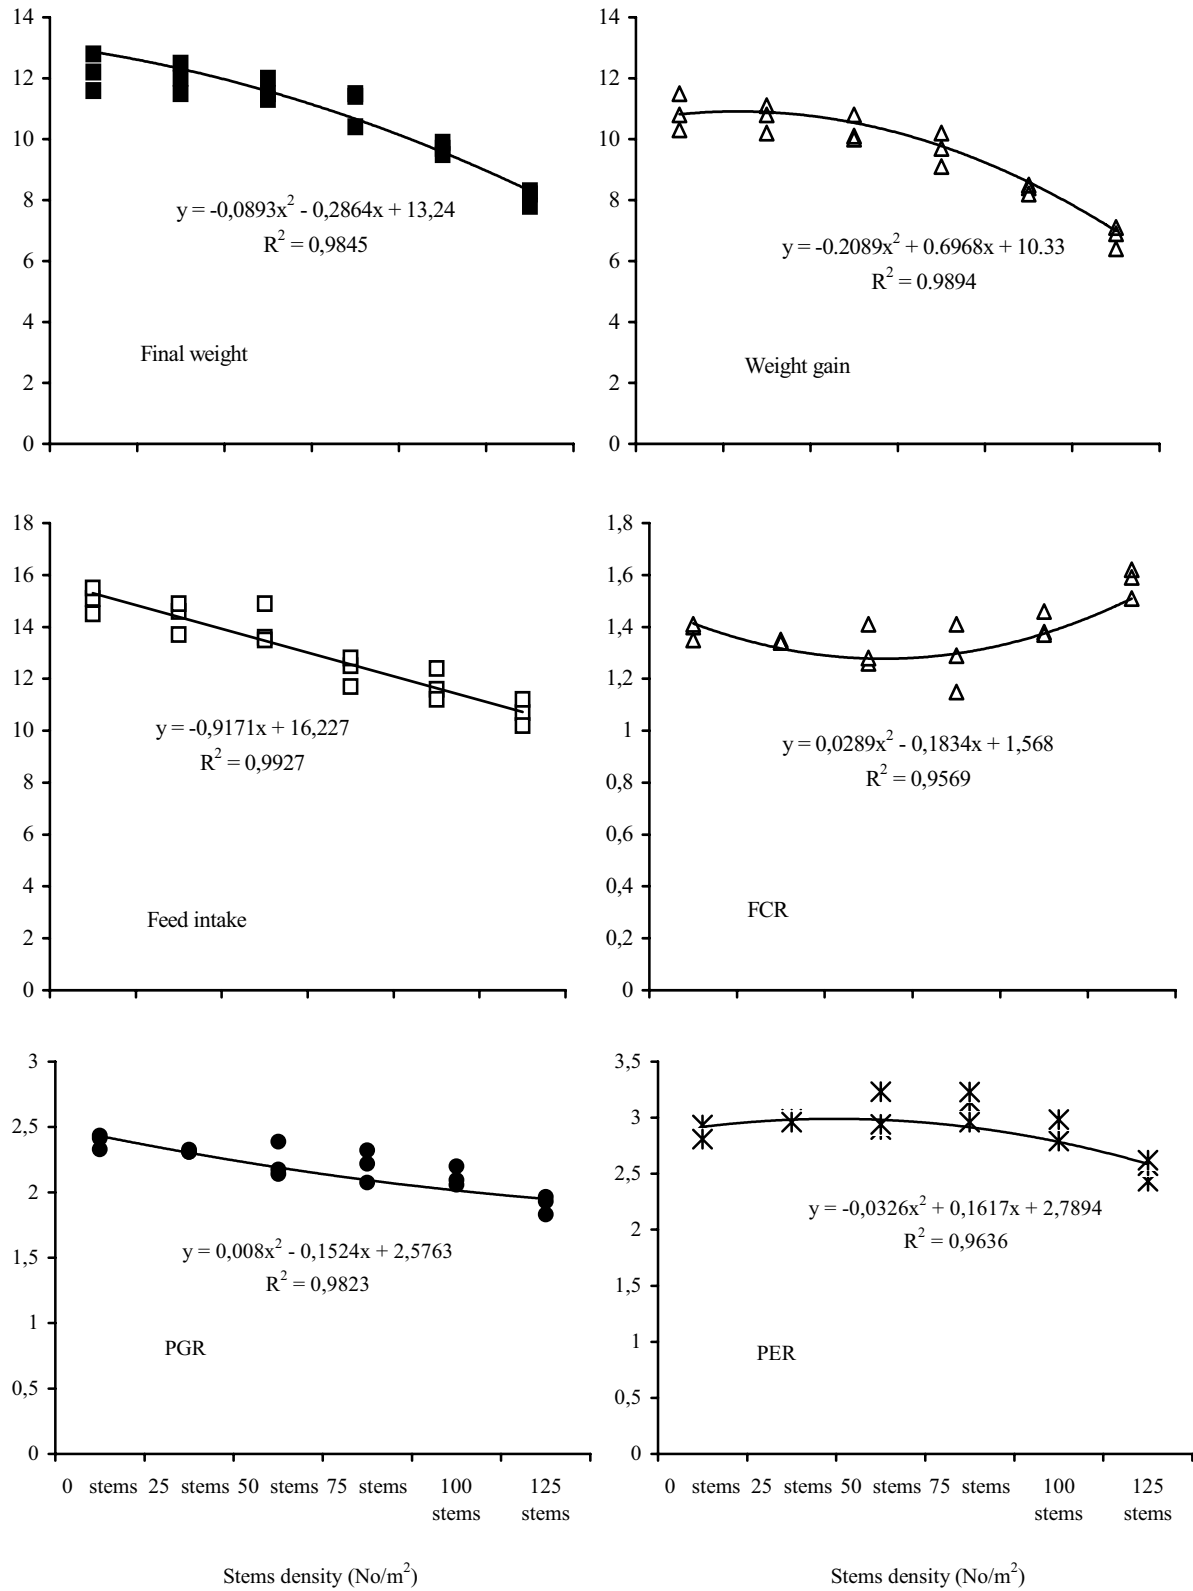 14
12
10
8
6
4
2
0
y = -0,0893x² - 0,2864x + 13,24
R² = 0,9845
Final weight
14
12
10
8
6
4
2
0
y = -0.2089x² + 0.6968x + 10.33
R² = 0.9894
Weight gain
18
16
14
12
10
8
6
4
2
0
y = -0,9171x + 16,227
R² = 0,9927
Feed intake
1,8
1,6
1,4
1,2
1
0,8
0,6
0,4
0,2
0
y = 0,0289x² - 0,1834x + 1,568
R² = 0,9569
FCR
3
2,5
2
1,5
1
0,5
0
y = 0,008x² - 0,1524x + 2,5763
R² = 0,9823
PGR
0 stems 25 stems 50 stems 75 stems 100 125
stems stems
Stems density (No/m²)
3,5
3
2,5
2
1,5
1
0,5
0
y = -0,0326x² + 0,1617x + 2,7894
R² = 0,9636
PER
0 stems 25 stems 50 stems 75 stems 100 125
stems stems
Stems density (No/m²)